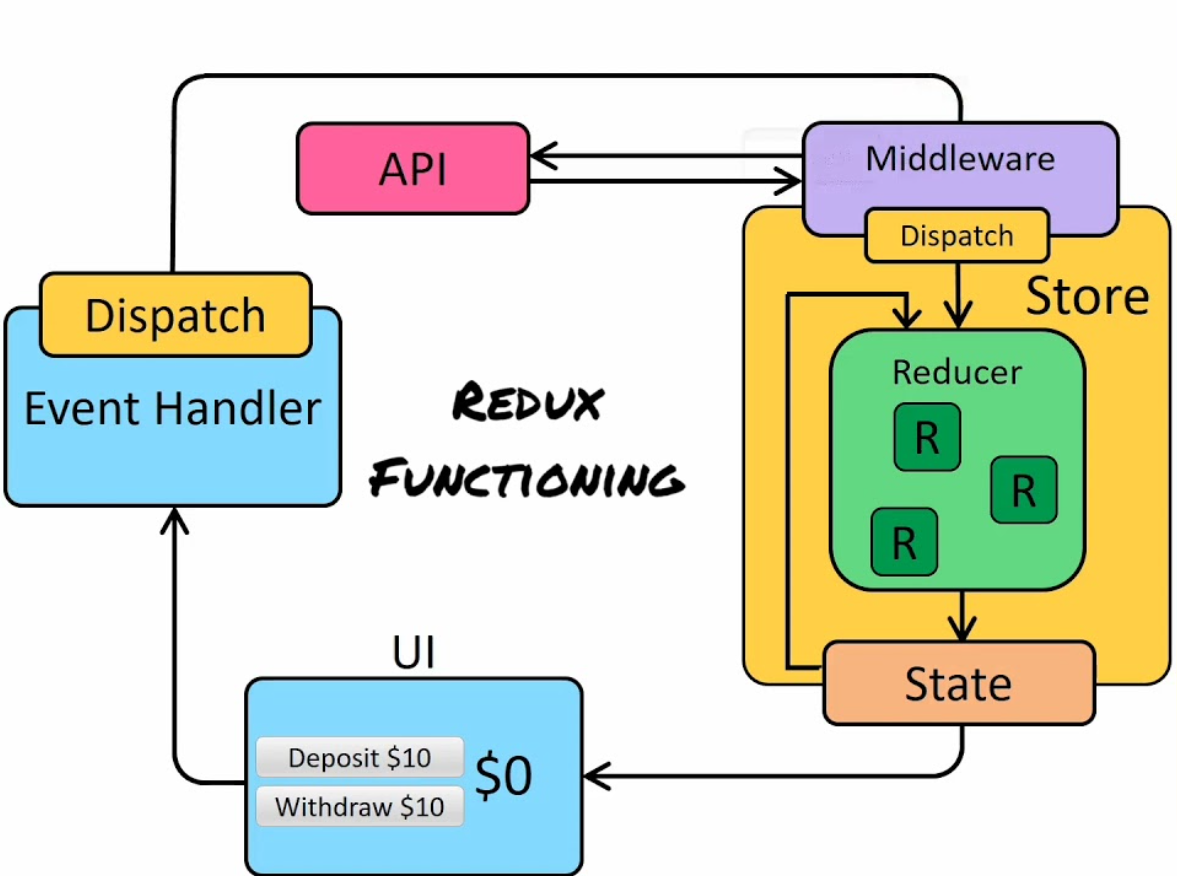 API
Middleware
Dispatch
Store
Dispatch
Event Handler
Redux
Functioning
Reducer
R
R
R
State
UI
Deposit $10
Withdraw $10
$0